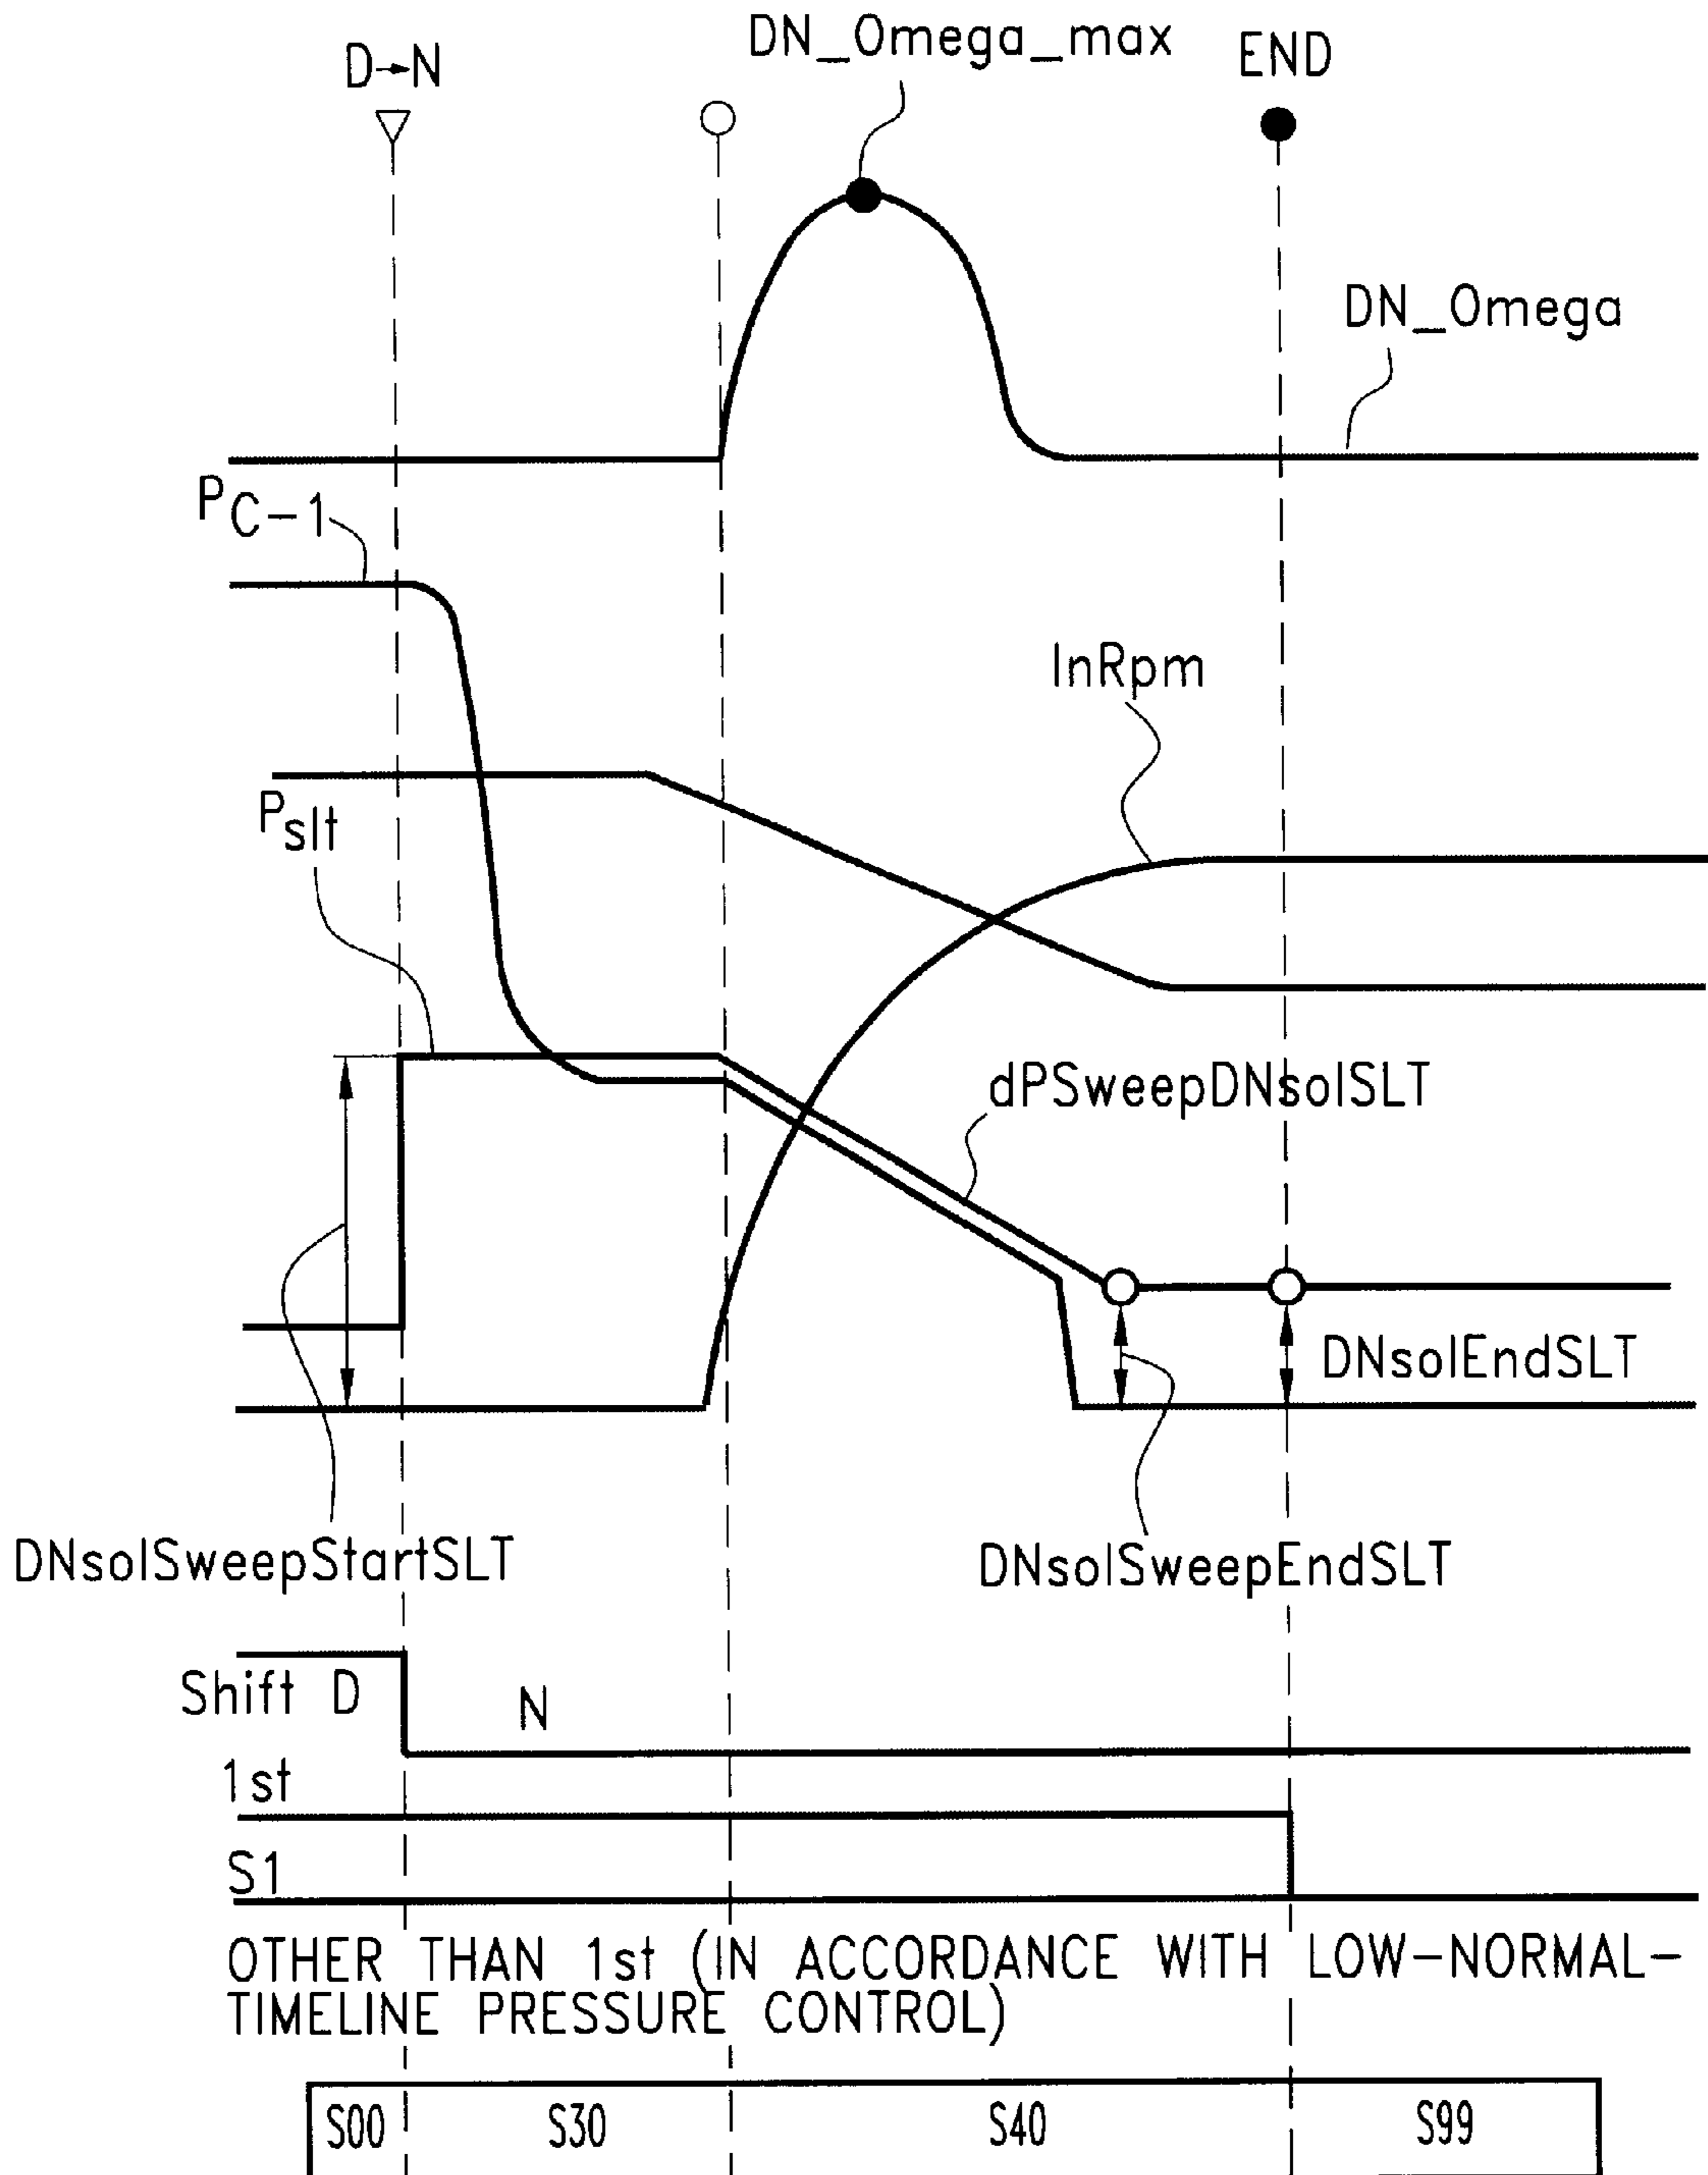 DN_Omega_max
D→N
END
DN_Omega
PC-1
InRpm
Pslt
dPSweepDNsolSLT
DNsolEndSLT
DNsolSweepStartSLT
DNsolSweepEndSLT
Shift D
N
1st
S1
OTHER THAN 1st (IN ACCORDANCE WITH LOW-NORMAL-
TIMELINE PRESSURE CONTROL)
S00 S30 S40 S99